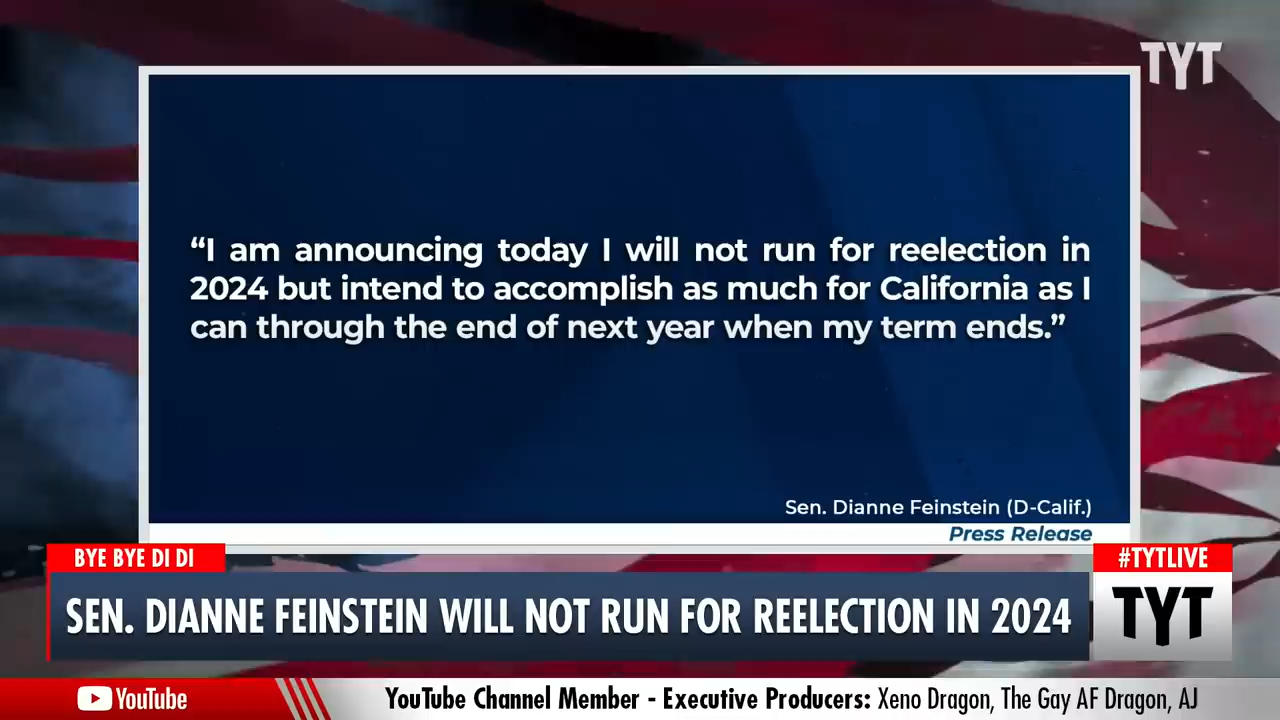 TYT
“I am announcing today I will not run for reelection in
2024 but intend to accomplish as much for California as I
can through the end of next year when my term ends.”
Sen. Dianne Feinstein (D-Calif.)
Press Release
BYE BYE DI DI
#TYTLIVE
SEN. DIANNE FEINSTEIN WILL NOT RUN FOR REELECTION IN 2024
TYT
YouTube
YouTube Channel Member - Executive Producers: Xeno Dragon, The Gay AF Dragon, AJ